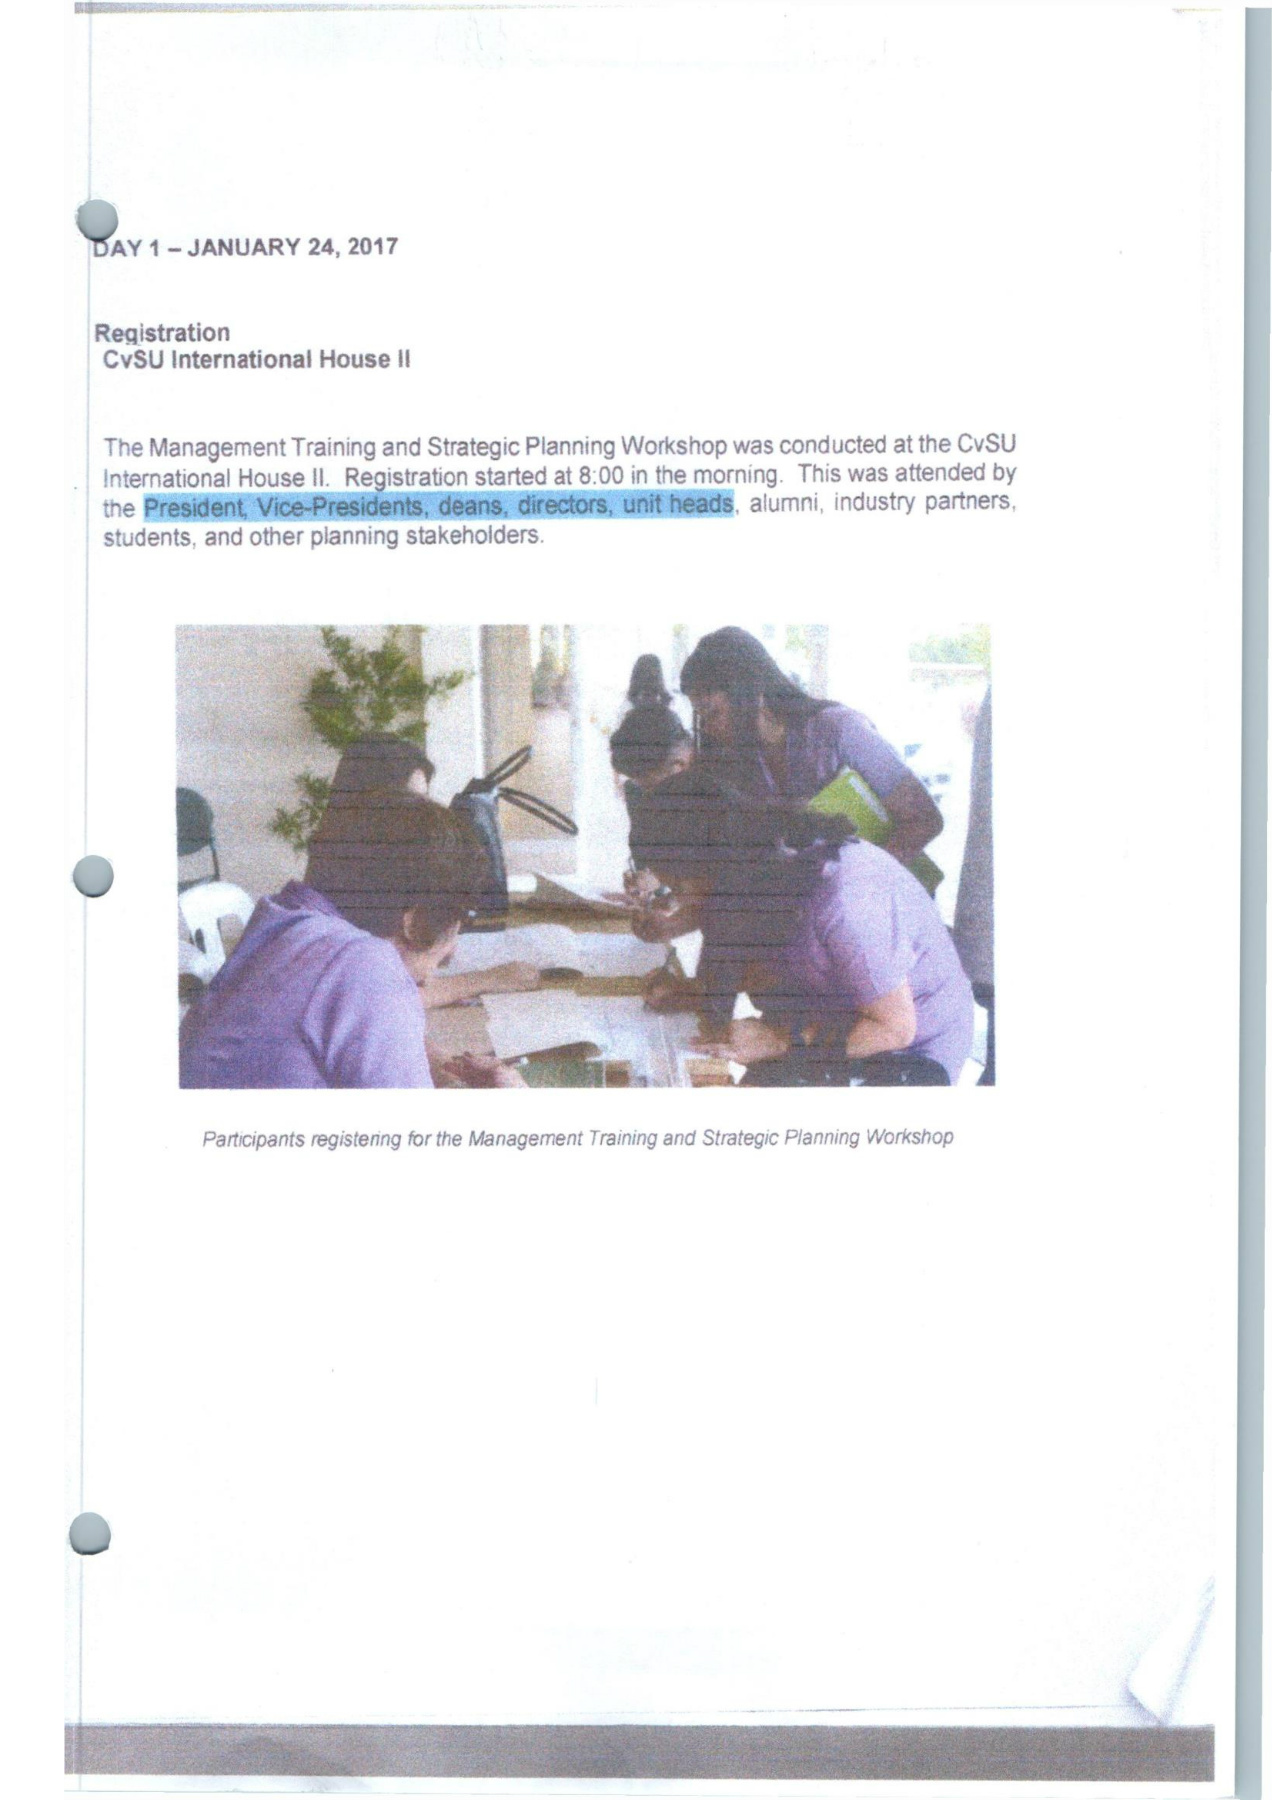 DAY 1 – JANUARY 24, 2017
Registration
CvSU International House II
The Management Training and Strategic Planning Workshop was conducted at the CvSU
International House II. Registration started at 8:00 in the morning. This was attended by
the President, Vice-Presidents, deans, directors, unit heads, alumni, industry partners,
students, and other planning stakeholders.
Participants registering for the Management Training and Strategic Planning Workshop